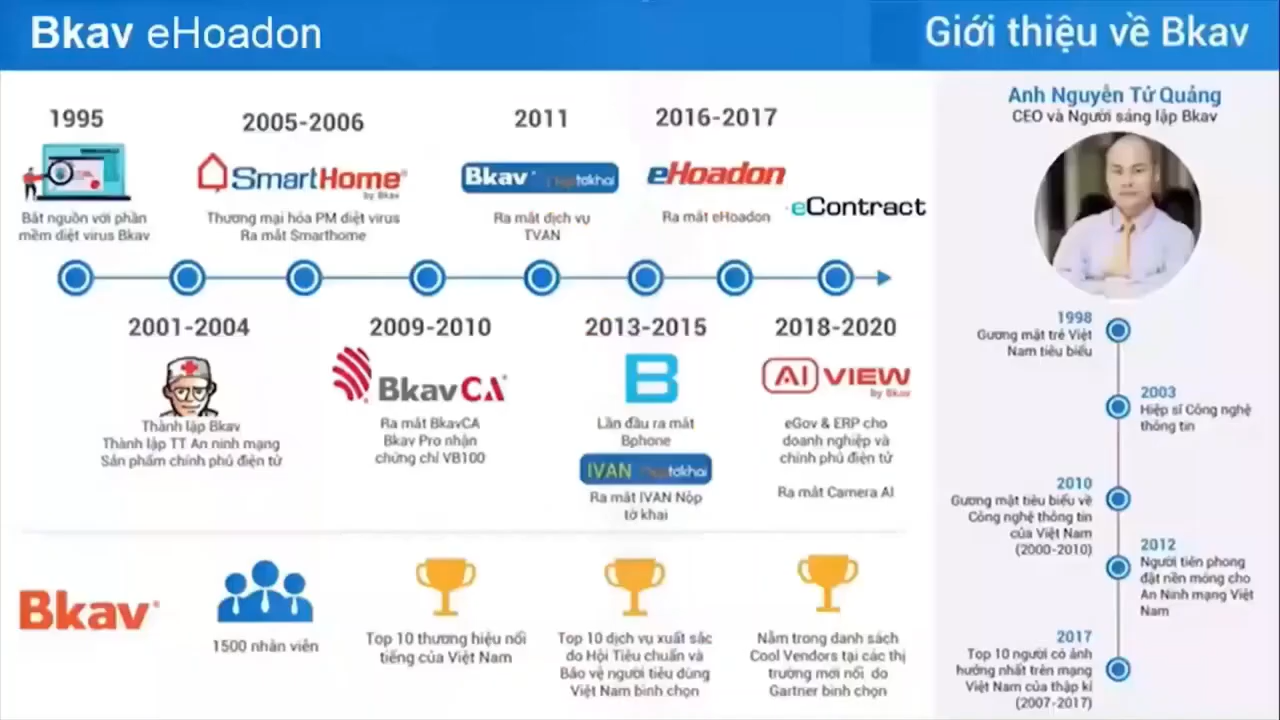 Bkav eHoadon
Giới thiệu về Bkav
1995
Bắt nguồn với phần
mềm diệt virus Bkav
2005-2006
SmartHome
by Bkav
Thương mại hóa PM diệt virus
Ra mắt Smarthome
2011
Bkav
takhai
Ra mắt dịch vụ
TVAN
2016-2017
eHoadon
Ra mắt eHoadon
eContract
2001-2004
Thành lập Bkav
Thành lập TT An ninh mạng
Sản phẩm chính phủ điện tử
2009-2010
BkavCA
Ra mắt BkavCA
Bkav Pro nhận
chứng chỉ VB100
2013-2015
B
Lần đầu ra mắt
Bphone
IVAN takhai
Ra mắt IVAN Nộp
tờ khai
2018-2020
AI VIEW
by Bkav
eGov & ERP cho
doanh nghiệp và
chính phủ điện tử
Ra mắt Camera AI
Bkav
1500 nhân viên
Top 10 thương hiệu nổi
tiếng của Việt Nam
Top 10 dịch vụ xuất sắc
do Hội Tiêu chuẩn và
Bảo vệ người tiêu dùng
Việt Nam bình chọn
Nằm trong danh sách
Cool Vendors tại các thị
trường mới nổi do
Gartner bình chọn
Anh Nguyễn Tử Quảng
CEO và Người sáng lập Bkav
1998
Gương mặt trẻ Việt
Nam tiêu biểu
2003
Hiệp sĩ Công nghệ
thông tin
2010
Gương mặt tiêu biểu về
Công nghệ thông tin
của Việt Nam
(2000-2010)
2012
Người tiên phong
đặt nền móng cho
An Ninh mạng Việt
Nam
2017
Top 10 người có ảnh
hưởng nhất trên mạng
Việt Nam của thập kỉ
(2007-2017)